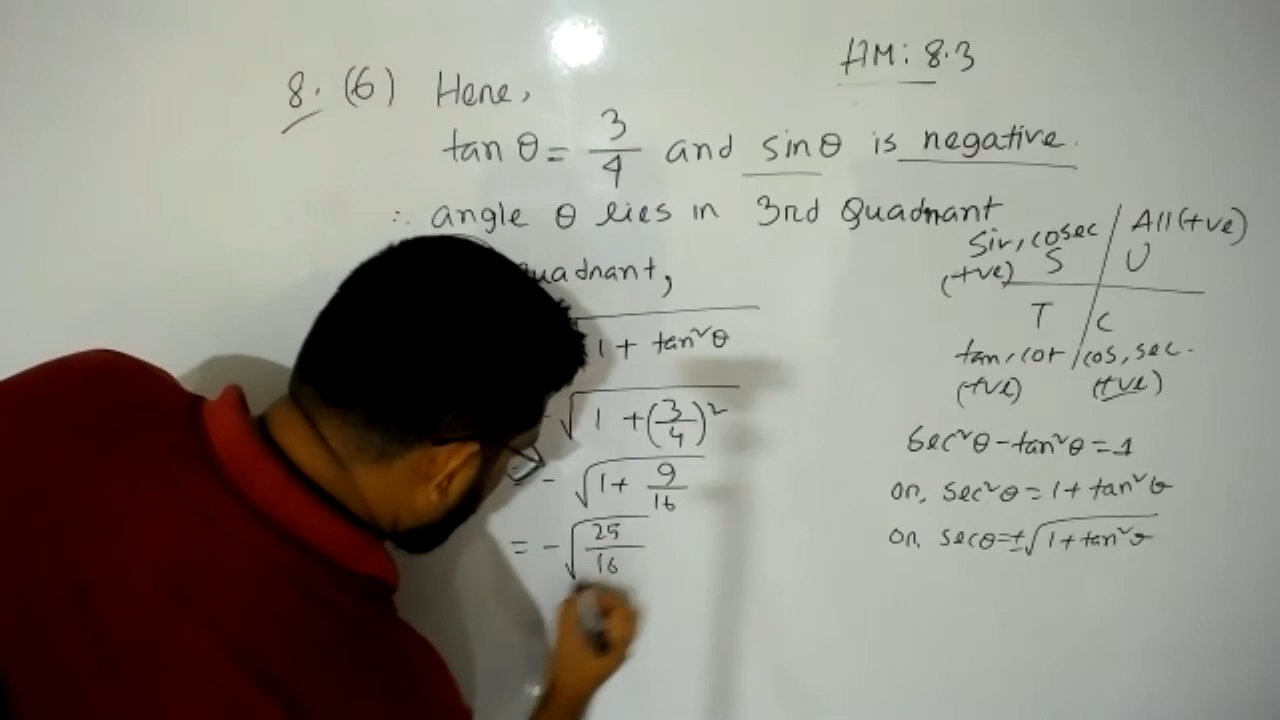 HM: 8.3
8. (6) Here,
tan θ = 3/4 and sinθ is negative.
∴ angle θ lies in 3rd Quadrant
Quadrant,
√1 + tan²θ
-√1 + (3/4)²
= -√1 + 9/16
= -√25/16
Sin, cosec (+ve) S
All (+ve) U
T C
tan, cot (+ve)
cos, sec. (+ve)
Sec²θ - tan²θ = 1
or, sec²θ = 1 + tan²θ
or, secθ = ±√1 + tan²θ